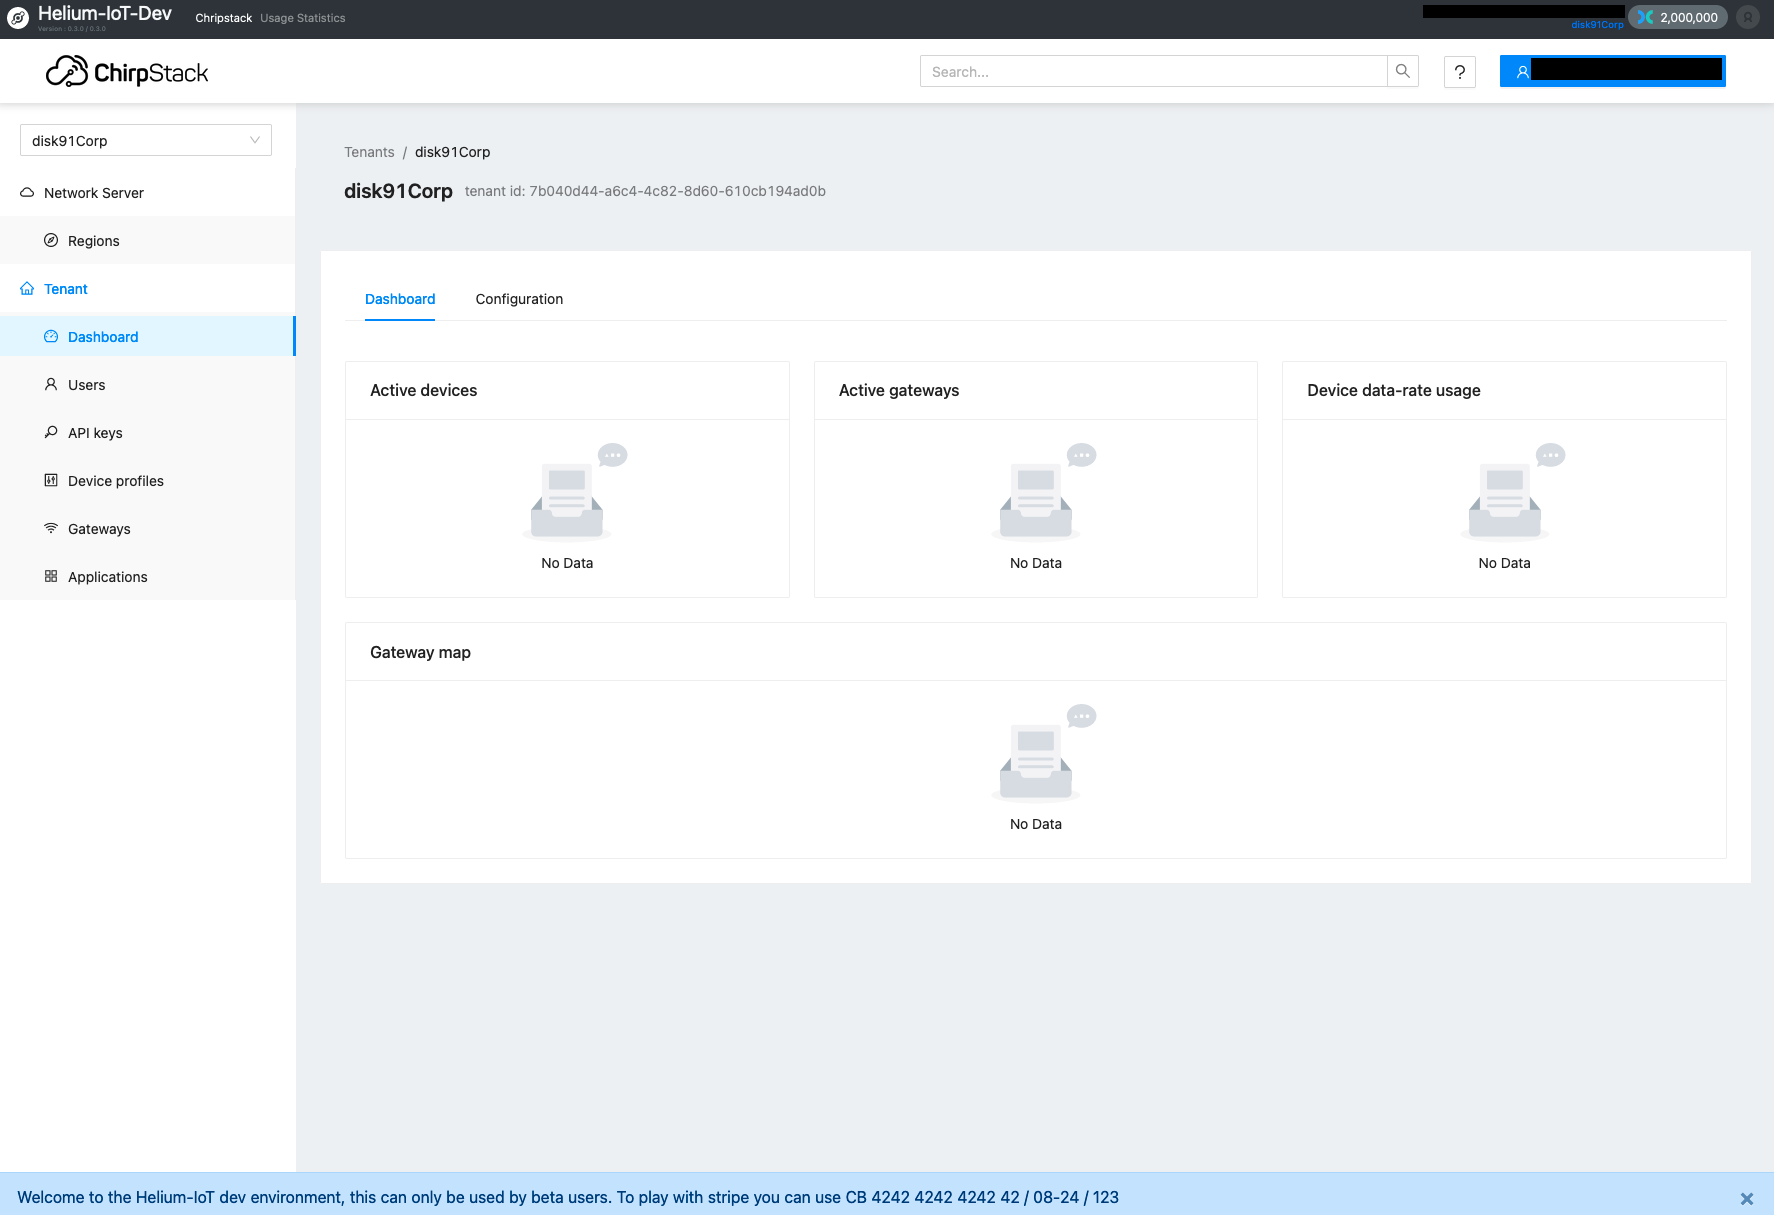 Helium-IoT-Dev
Version : 0.3.0 / 0.3.0
Chirpstack Usage Statistics
disk91Corp
2,000,000
ChirpStack
Search...
?
disk91Corp
Network Server
Regions
Tenant
Dashboard
Users
API keys
Device profiles
Gateways
Applications
Tenants / disk91Corp
disk91Corp tenant id: 7b040d44-a6c4-4c82-8d60-610cb194ad0b
Dashboard Configuration
Active devices
No Data
Active gateways
No Data
Device data-rate usage
No Data
Gateway map
No Data
Welcome to the Helium-IoT dev environment, this can only be used by beta users. To play with stripe you can use CB 4242 4242 4242 42 / 08-24 / 123